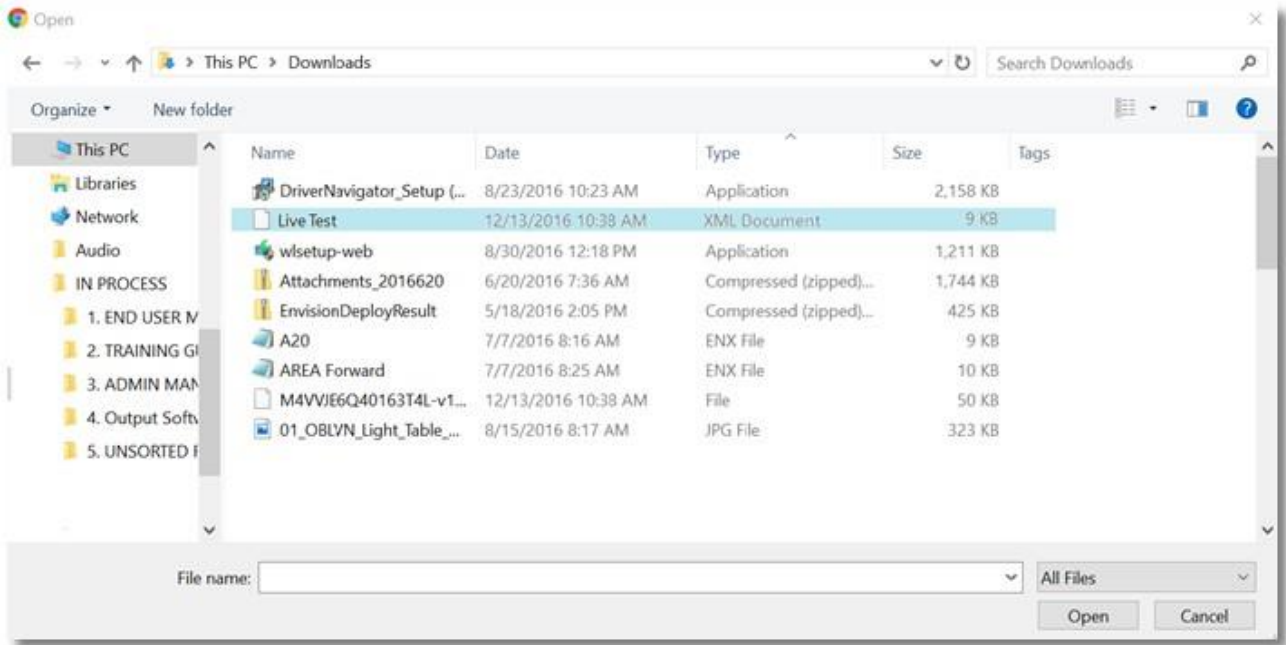 Open
This PC > Downloads
Search Downloads
Organize
New folder
This PC
Libraries
Network
Audio
IN PROCESS
1. END USER M
2. TRAINING GU
3. ADMIN MAN
4. Output Softw
5. UNSORTED F
Name Date Type Size Tags
DriverNavigator_Setup (... 8/23/2016 10:23 AM Application 2,158 KB
Live Test 12/13/2016 10:38 AM XML Document 9 KB
wlsetup-web 8/30/2016 12:18 PM Application 1,211 KB
Attachments_2016620 6/20/2016 7:36 AM Compressed (zipped)... 1,744 KB
EnvisionDeployResult 5/18/2016 2:05 PM Compressed (zipped)... 425 KB
A20 7/7/2016 8:16 AM ENX File 9 KB
AREA Forward 7/7/2016 8:25 AM ENX File 10 KB
M4VVJE6Q40163T4L-v1... 12/13/2016 10:38 AM File 50 KB
01_OBLVN_Light_Table_... 8/15/2016 8:17 AM JPG File 323 KB
File name:
All Files
Open
Cancel